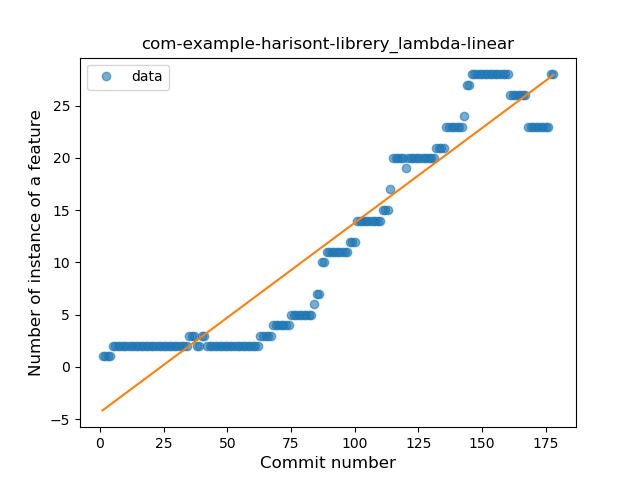 com-example-harisont-librery_lambda-linear
data
Number of instance of a feature
25
20
15
10
5
0
−5
0 25 50 75 100 125 150 175
Commit number